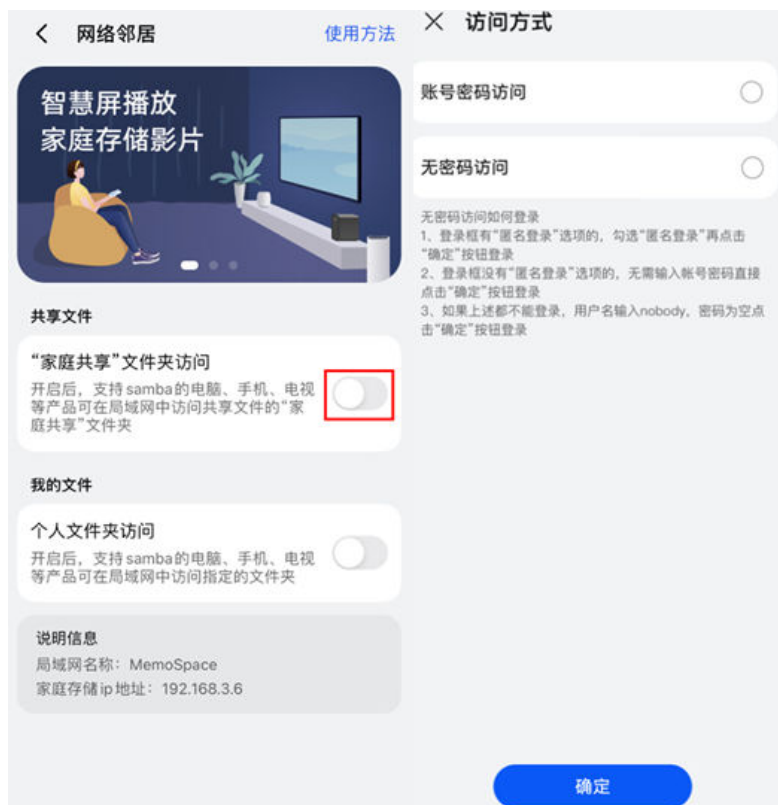 网络邻居
使用方法
智慧屏播放
家庭存储影片
共享文件
“家庭共享”文件夹访问
开启后，支持samba的电脑、手机、电视
等产品可在局域网中访问共享文件的“家
庭共享”文件夹
我的文件
个人文件夹访问
开启后，支持samba的电脑、手机、电视
等产品可在局域网中访问指定的文件夹
说明信息
局域网名称：MemoSpace
家庭存储ip地址：192.168.3.6
访问方式
账号密码访问
无密码访问
无密码访问如何登录
1、登录框有“匿名登录”选项的，勾选“匿名登录”再点击
“确定”按钮登录
2、登录框没有“匿名登录”选项的，无需输入帐号密码直接
点击“确定”按钮登录
3、如果上述都不能登录，用户名输入nobody，密码为空点
击“确定”按钮登录
确定